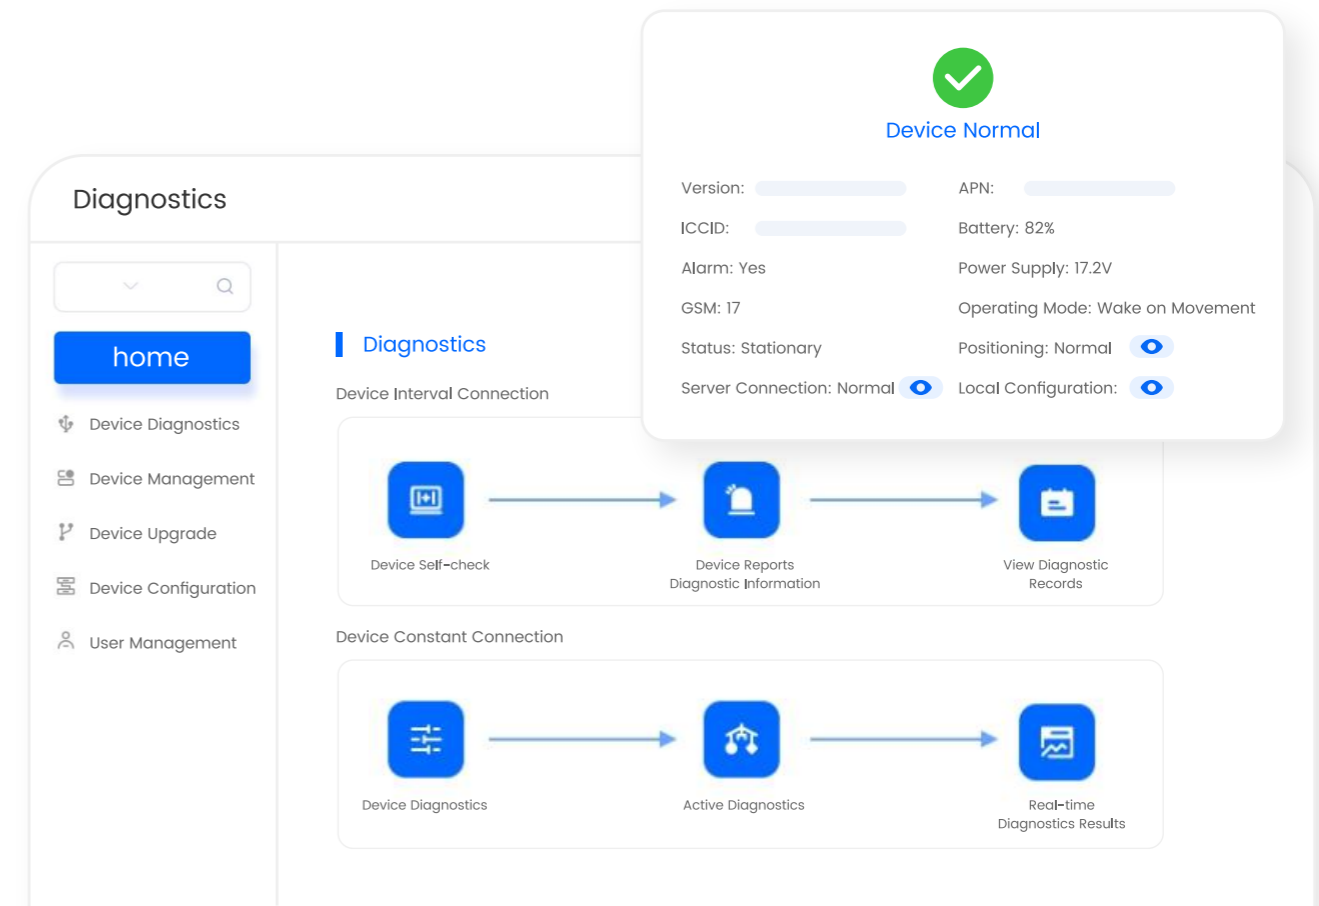 Device Normal
Version:
APN:
ICCID:
Battery: 82%
Alarm: Yes
Power Supply: 17.2V
GSM: 17
Operating Mode: Wake on Movement
Status: Stationary
Positioning: Normal
Server Connection: Normal
Local Configuration:
Diagnostics
home
Device Diagnostics
Device Management
Device Upgrade
Device Configuration
User Management
Diagnostics
Device Interval Connection
Device Self-check
Device Reports
Diagnostic Information
View Diagnostic
Records
Device Constant Connection
Device Diagnostics
Active Diagnostics
Real-time
Diagnostics Results